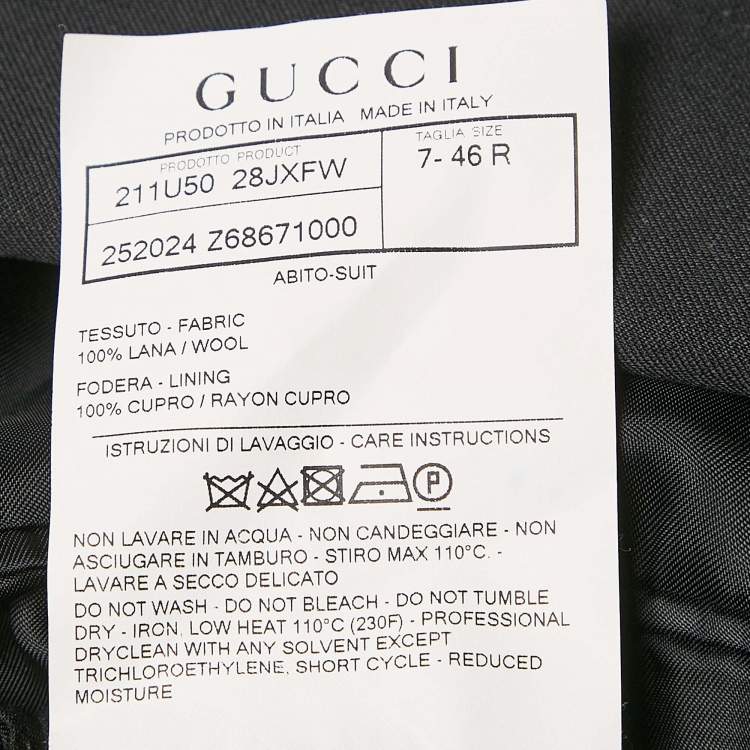 GUCCI
PRODOTTO IN ITALIA MADE IN ITALY
PRODOTTO PRODUCT
211U50 28JXFW
252024 Z68671000
TAGLIA SIZE
7- 46 R
ABITO-SUIT
TESSUTO - FABRIC
100% LANA / WOOL
FODERA - LINING
100% CUPRO / RAYON CUPRO
ISTRUZIONI DI LAVAGGIO - CARE INSTRUCTIONS
P
NON LAVARE IN ACQUA - NON CANDEGGIARE - NON
ASCIUGARE IN TAMBURO - STIRO MAX 110°C. -
LAVARE A SECCO DELICATO
DO NOT WASH - DO NOT BLEACH - DO NOT TUMBLE
DRY - IRON, LOW HEAT 110°C (230F) - PROFESSIONAL
DRYCLEAN WITH ANY SOLVENT EXCEPT
TRICHLOROETHYLENE, SHORT CYCLE - REDUCED
MOISTURE